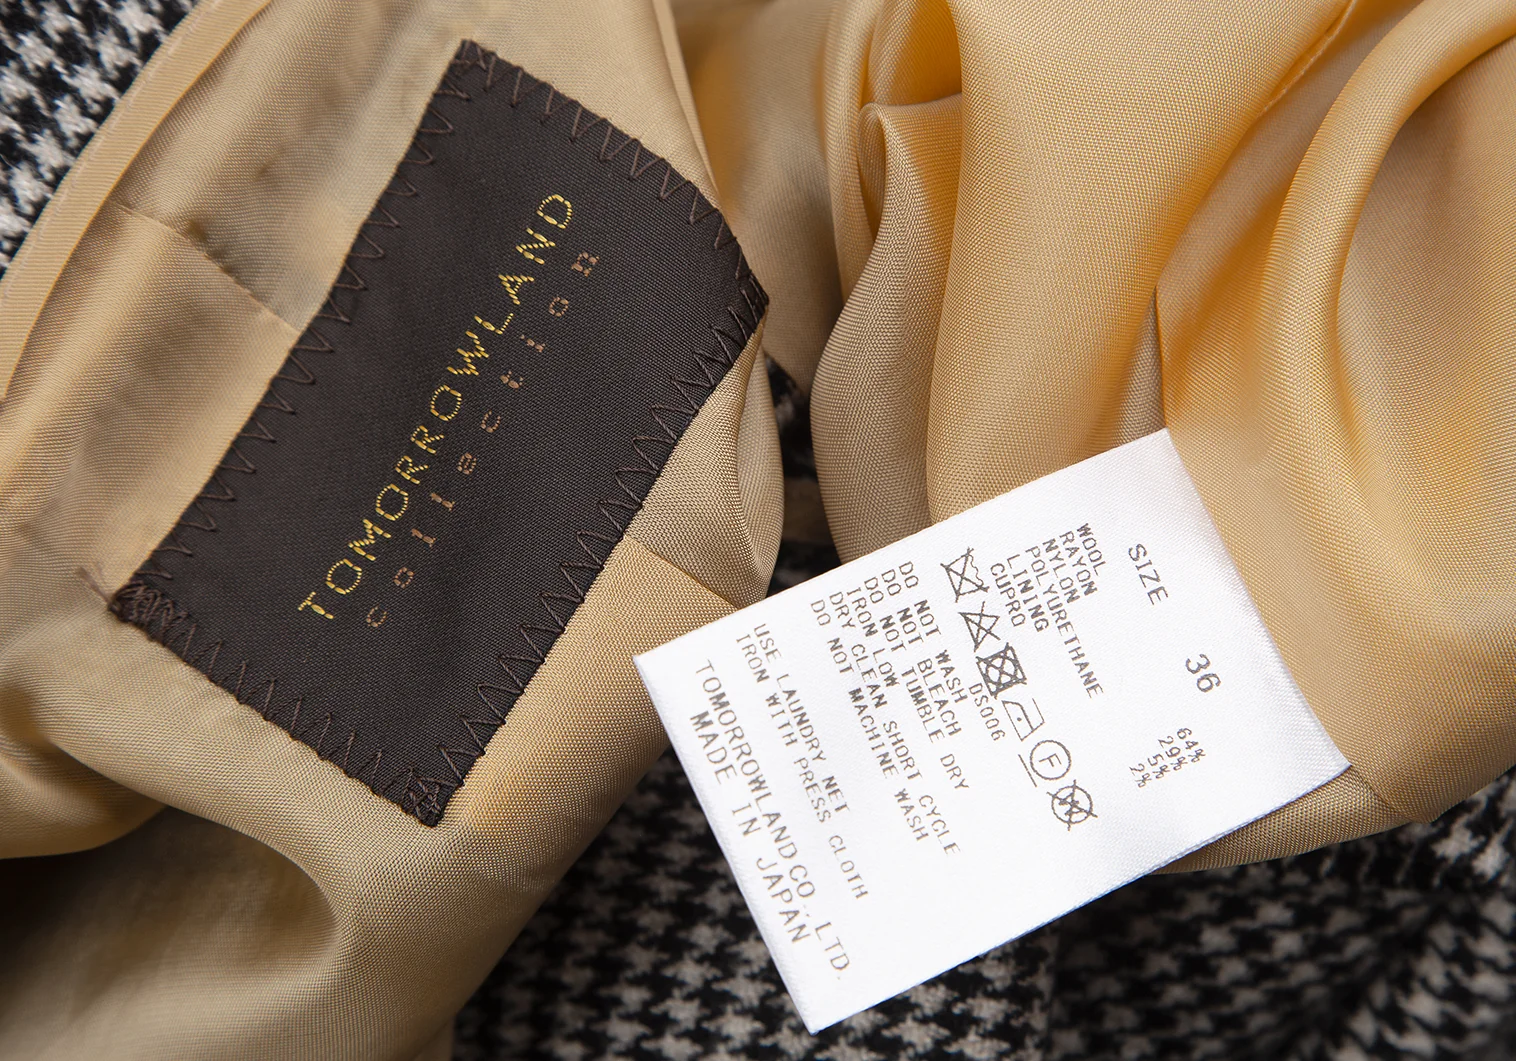 TOMORROWLAND
collection
SIZE 36
WOOL 64%
RAYON 29%
NYLON 5%
POLYURETHANE 2%
LINING
CUPRO
DS006
DO NOT WASH
DO NOT BLEACH
DO NOT TUMBLE DRY
IRON LOW
DRY CLEAN SHORT CYCLE
DO NOT MACHINE WASH
USE LAUNDRY NET
IRON WITH PRESS CLOTH
TOMORROWLAND CO., LTD.
MADE IN JAPAN